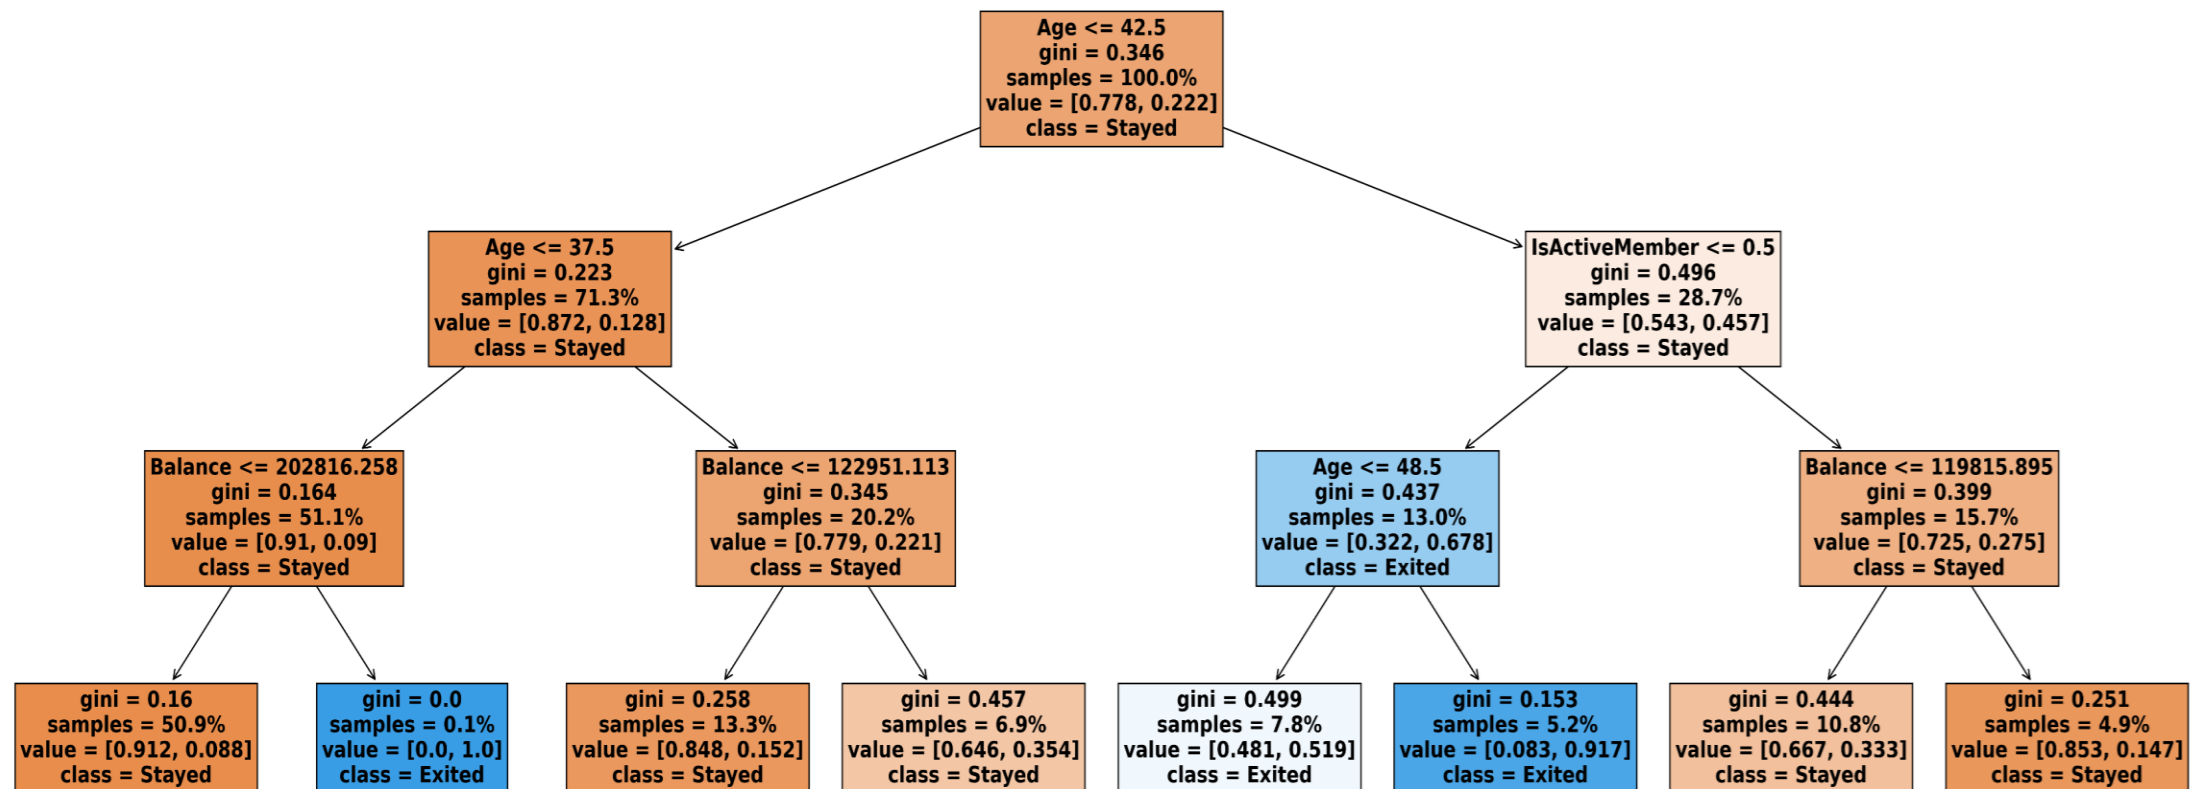 Age <= 42.5
gini = 0.346
samples = 100.0%
value = [0.778, 0.222]
class = Stayed
Age <= 37.5
gini = 0.223
samples = 71.3%
value = [0.872, 0.128]
class = Stayed
IsActiveMember <= 0.5
gini = 0.496
samples = 28.7%
value = [0.543, 0.457]
class = Stayed
Balance <= 202816.258
gini = 0.164
samples = 51.1%
value = [0.91, 0.09]
class = Stayed
Balance <= 122951.113
gini = 0.345
samples = 20.2%
value = [0.779, 0.221]
class = Stayed
Age <= 48.5
gini = 0.437
samples = 13.0%
value = [0.322, 0.678]
class = Exited
Balance <= 119815.895
gini = 0.399
samples = 15.7%
value = [0.725, 0.275]
class = Stayed
gini = 0.16
samples = 50.9%
value = [0.912, 0.088]
class = Stayed
gini = 0.0
samples = 0.1%
value = [0.0, 1.0]
class = Exited
gini = 0.258
samples = 13.3%
value = [0.848, 0.152]
class = Stayed
gini = 0.457
samples = 6.9%
value = [0.646, 0.354]
class = Stayed
gini = 0.499
samples = 7.8%
value = [0.481, 0.519]
class = Exited
gini = 0.153
samples = 5.2%
value = [0.083, 0.917]
class = Exited
gini = 0.444
samples = 10.8%
value = [0.667, 0.333]
class = Stayed
gini = 0.251
samples = 4.9%
value = [0.853, 0.147]
class = Stayed